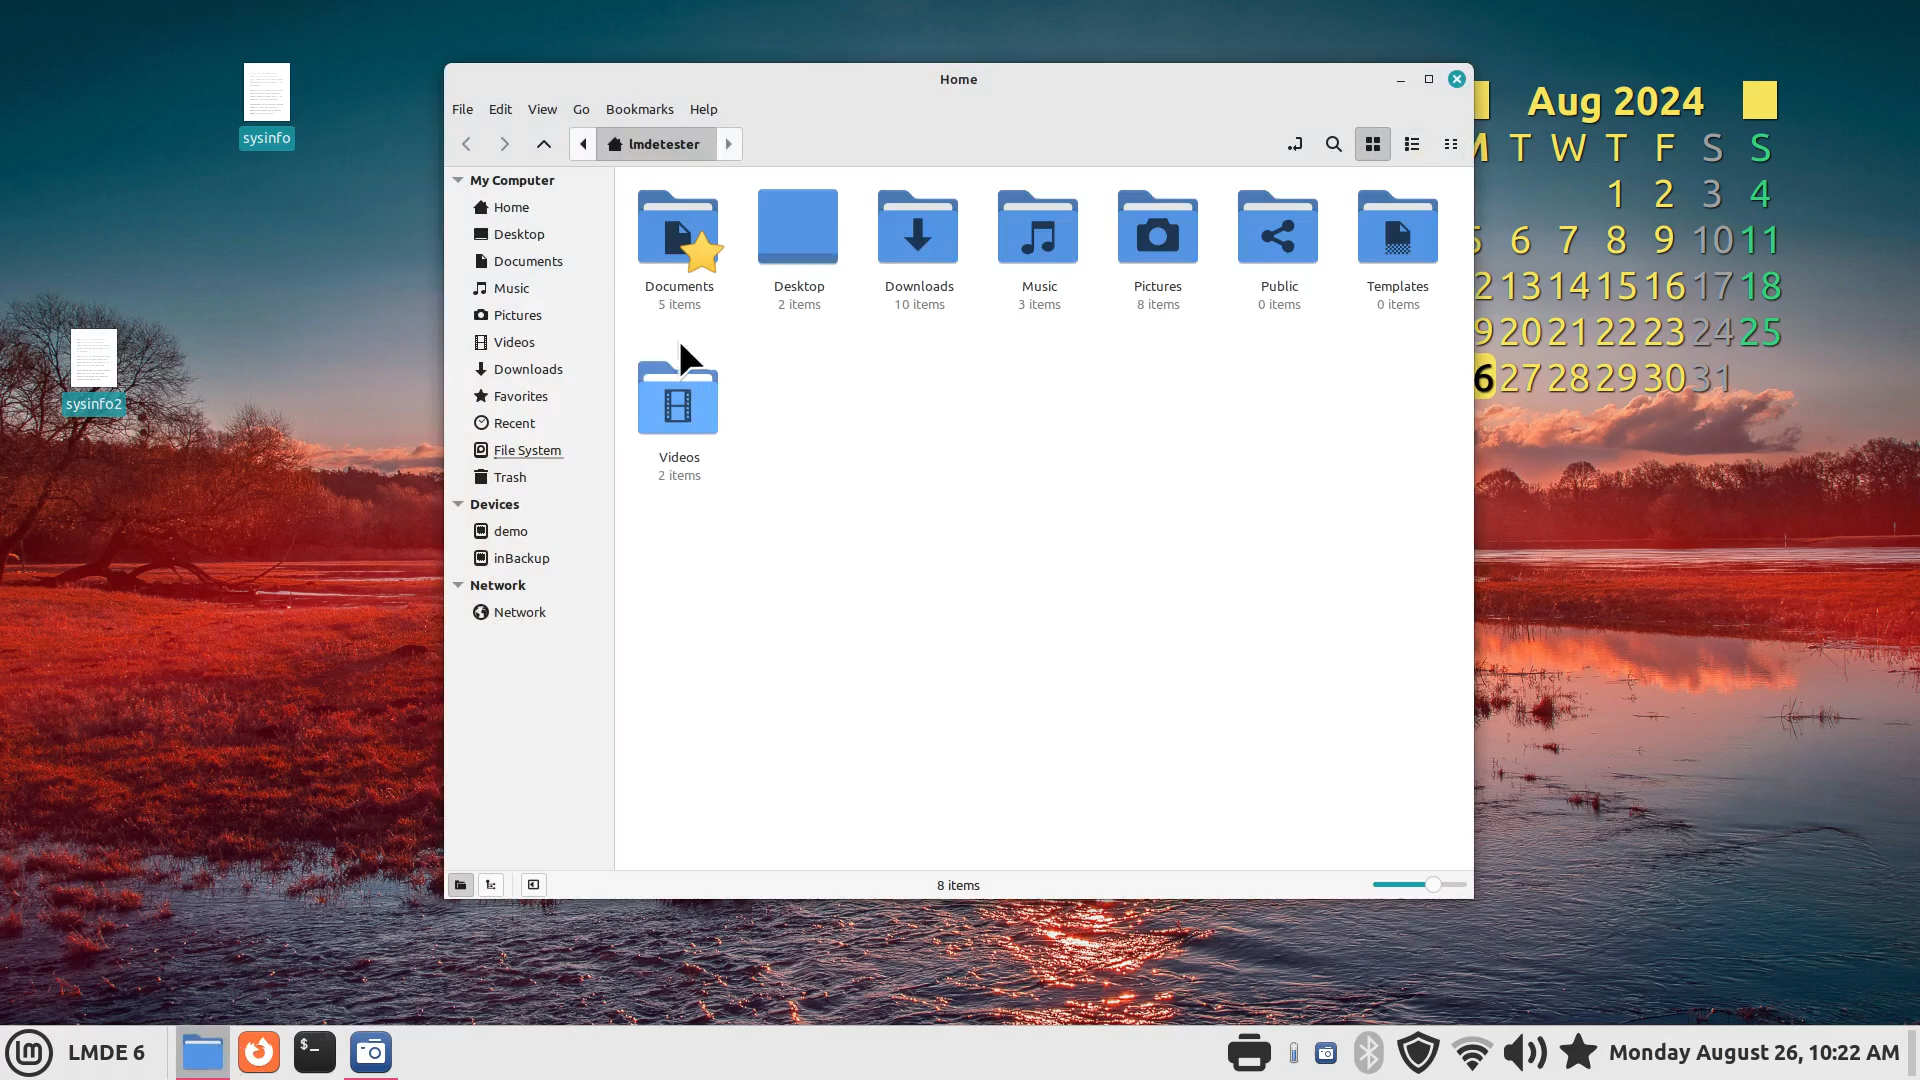 sysinfo
sysinfo2
Home
File Edit View Go Bookmarks Help
lmdetester
My Computer
Home
Desktop
Documents
Music
Pictures
Videos
Downloads
Favorites
Recent
File System
Trash
Devices
demo
inBackup
Network
Network
Documents
5 items
Desktop
2 items
Downloads
10 items
Music
3 items
Pictures
8 items
Public
0 items
Templates
0 items
Videos
2 items
8 items
Aug 2024
M T W T F S S
1 2 3 4
5 6 7 8 9 10 11
2 13 14 15 16 17 18
9 20 21 22 23 24 25
6 27 28 29 30 31
LMDE 6
$_
Monday August 26, 10:22 AM